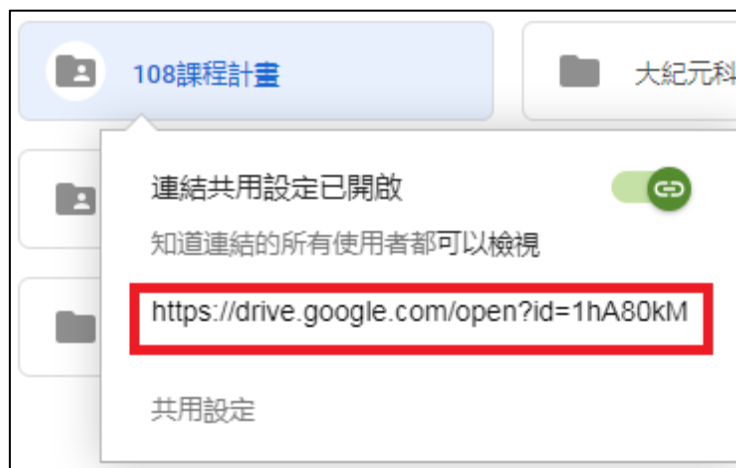 108課程計畫
大紀元科
連結共用設定已開啟
知道連結的所有使用者都可以檢視
https://drive.google.com/open?id=1hA80kM
共用設定